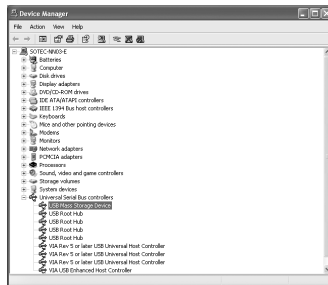 Device Manager
File Action View Help
SOTEC-NN03-E
Batteries
Computer
Disk drives
Display adapters
DVD/CD-ROM drives
IDE ATA/ATAPI controllers
IEEE 1394 Bus host controllers
Keyboards
Mice and other pointing devices
Modems
Monitors
Network adapters
PCMCIA adapters
Processors
Sound, video and game controllers
Storage volumes
System devices
Universal Serial Bus controllers
USB Mass Storage Device
USB Root Hub
USB Root Hub
USB Root Hub
USB Root Hub
VIA Rev 5 or later USB Universal Host Controller
VIA Rev 5 or later USB Universal Host Controller
VIA Rev 5 or later USB Universal Host Controller
VIA USB Enhanced Host Controller